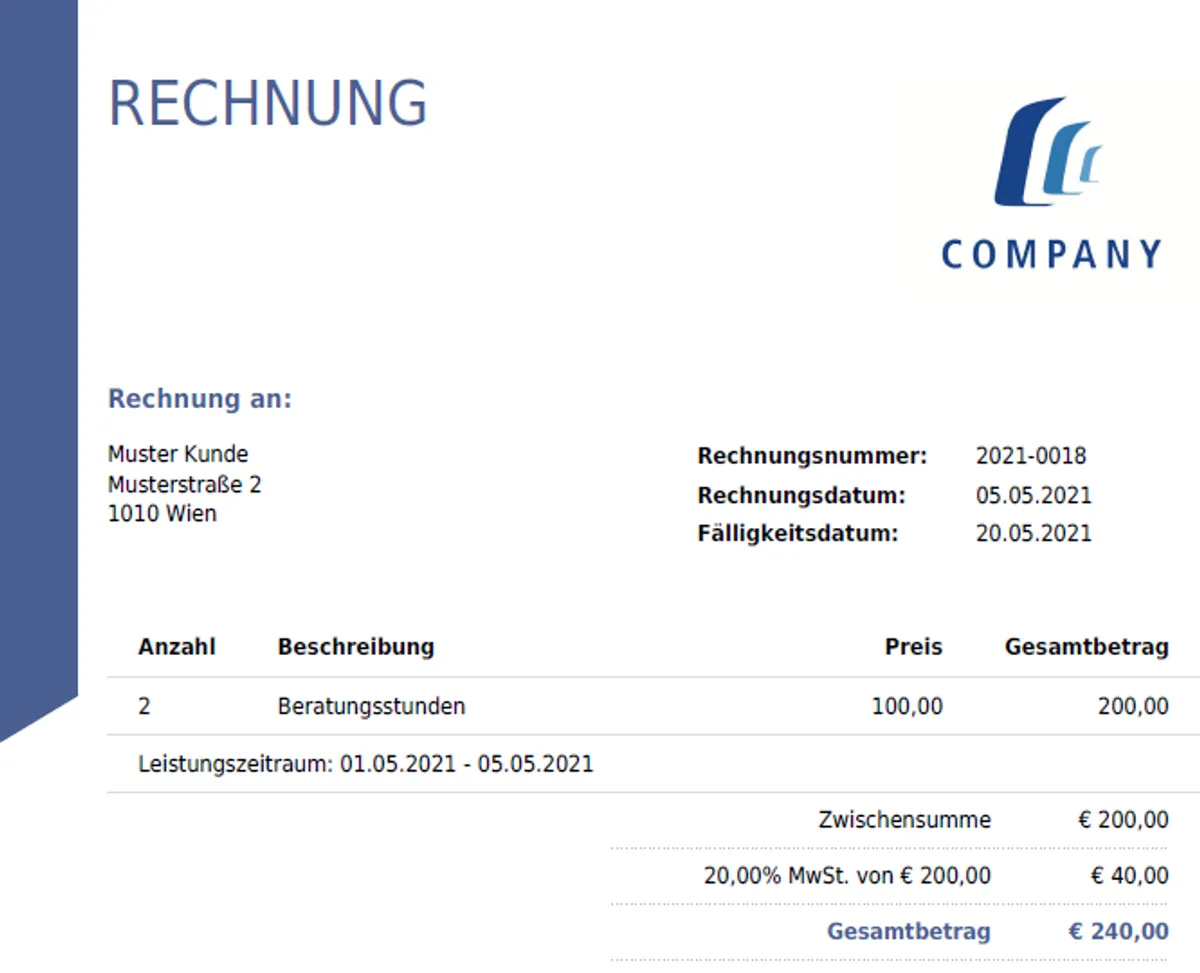 RECHNUNG
COMPANY
Rechnung an:
Muster Kunde
Musterstraße 2
1010 Wien
Rechnungsnummer: 2021-0018
Rechnungsdatum: 05.05.2021
Fälligkeitsdatum: 20.05.2021
Anzahl Beschreibung Preis Gesamtbetrag
2 Beratungsstunden 100,00 200,00
Leistungszeitraum: 01.05.2021 - 05.05.2021
Zwischensumme € 200,00
20,00% MwSt. von € 200,00 € 40,00
Gesamtbetrag € 240,00